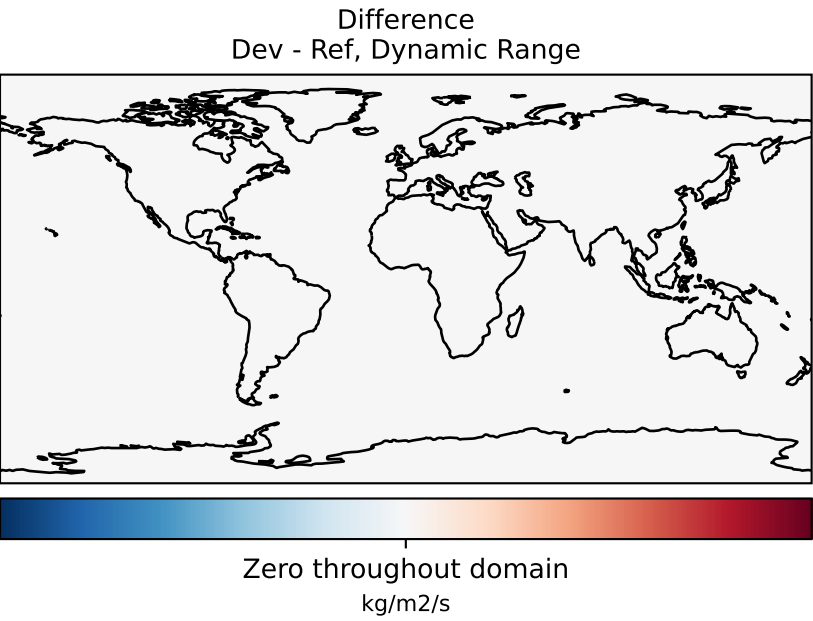 Difference
Dev - Ref, Dynamic Range
Zero throughout domain
kg/m2/s